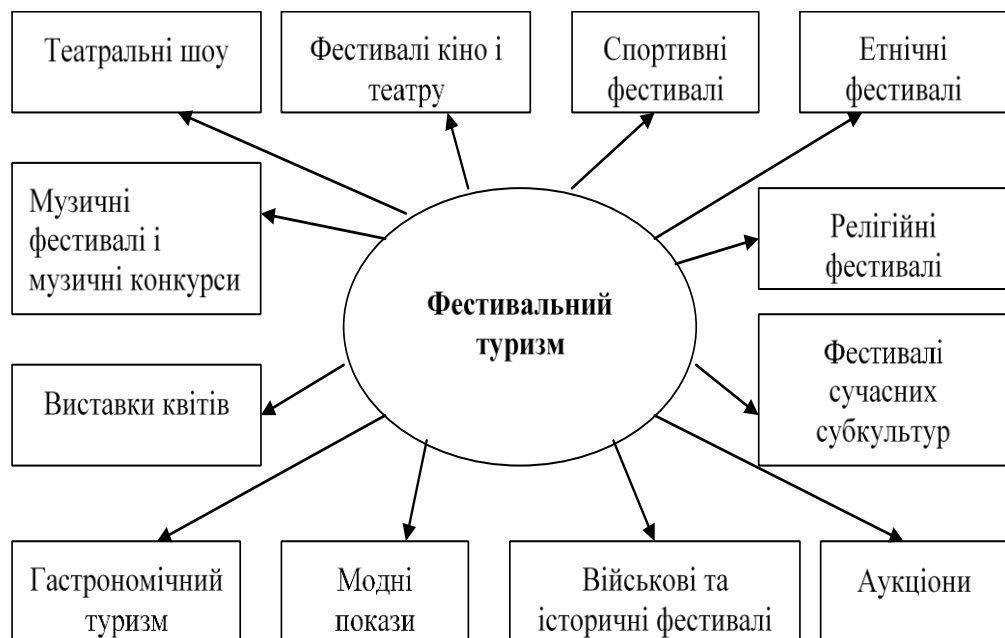 Театральні шоу
Фестивалі кіно і
театру
Спортивні
фестивалі
Етнічні
фестивалі
Музичні
фестивалі і
музичні конкурси
Релігійні
фестивалі
Фестивальний
туризм
Виставки квітів
Фестивалі
сучасних
субкультур
Гастрономічний
туризм
Модні
покази
Військові та
історичні фестивалі
Аукціони